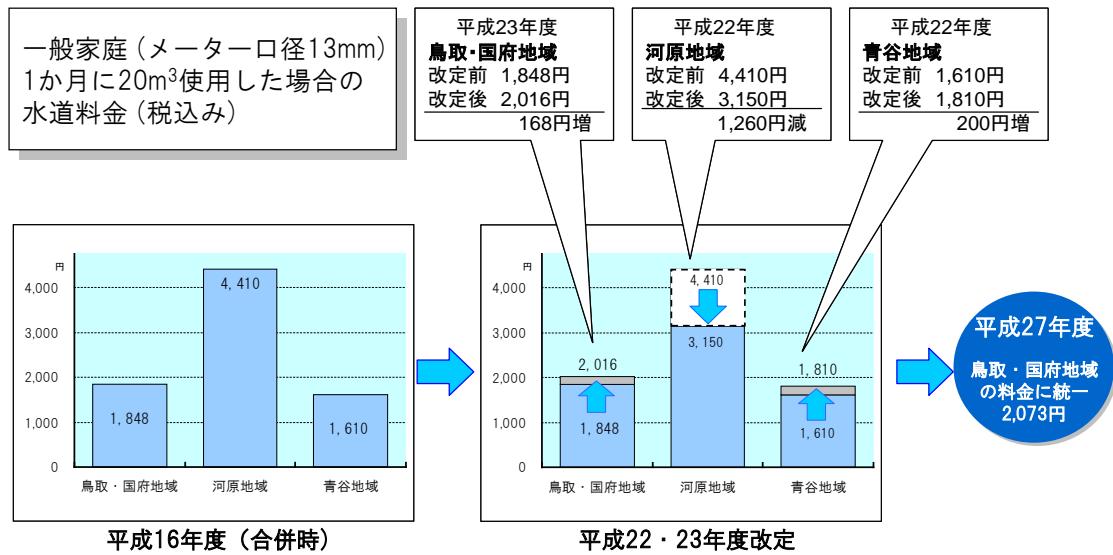 一般家庭(メーター口径13mm)
1か月に20m³使用した場合の
水道料金(税込み)
平成23年度
鳥取・国府地域
改定前 1,848円
改定後 2,016円
168円増
平成22年度
河原地域
改定前 4,410円
改定後 3,150円
1,260円減
平成22年度
青谷地域
改定前 1,610円
改定後 1,810円
200円増
円
4,000
3,000
2,000
1,000
0
4,410
1,848
1,610
鳥取・国府地域 河原地域 青谷地域
平成16年度(合併時)
円
4,000
3,000
2,000
1,000
0
4,410
3,150
2,016
1,848
1,810
1,610
鳥取・国府地域 河原地域 青谷地域
平成22・23年度改定
平成27年度
鳥取・国府地域
の料金に統一
2,073円